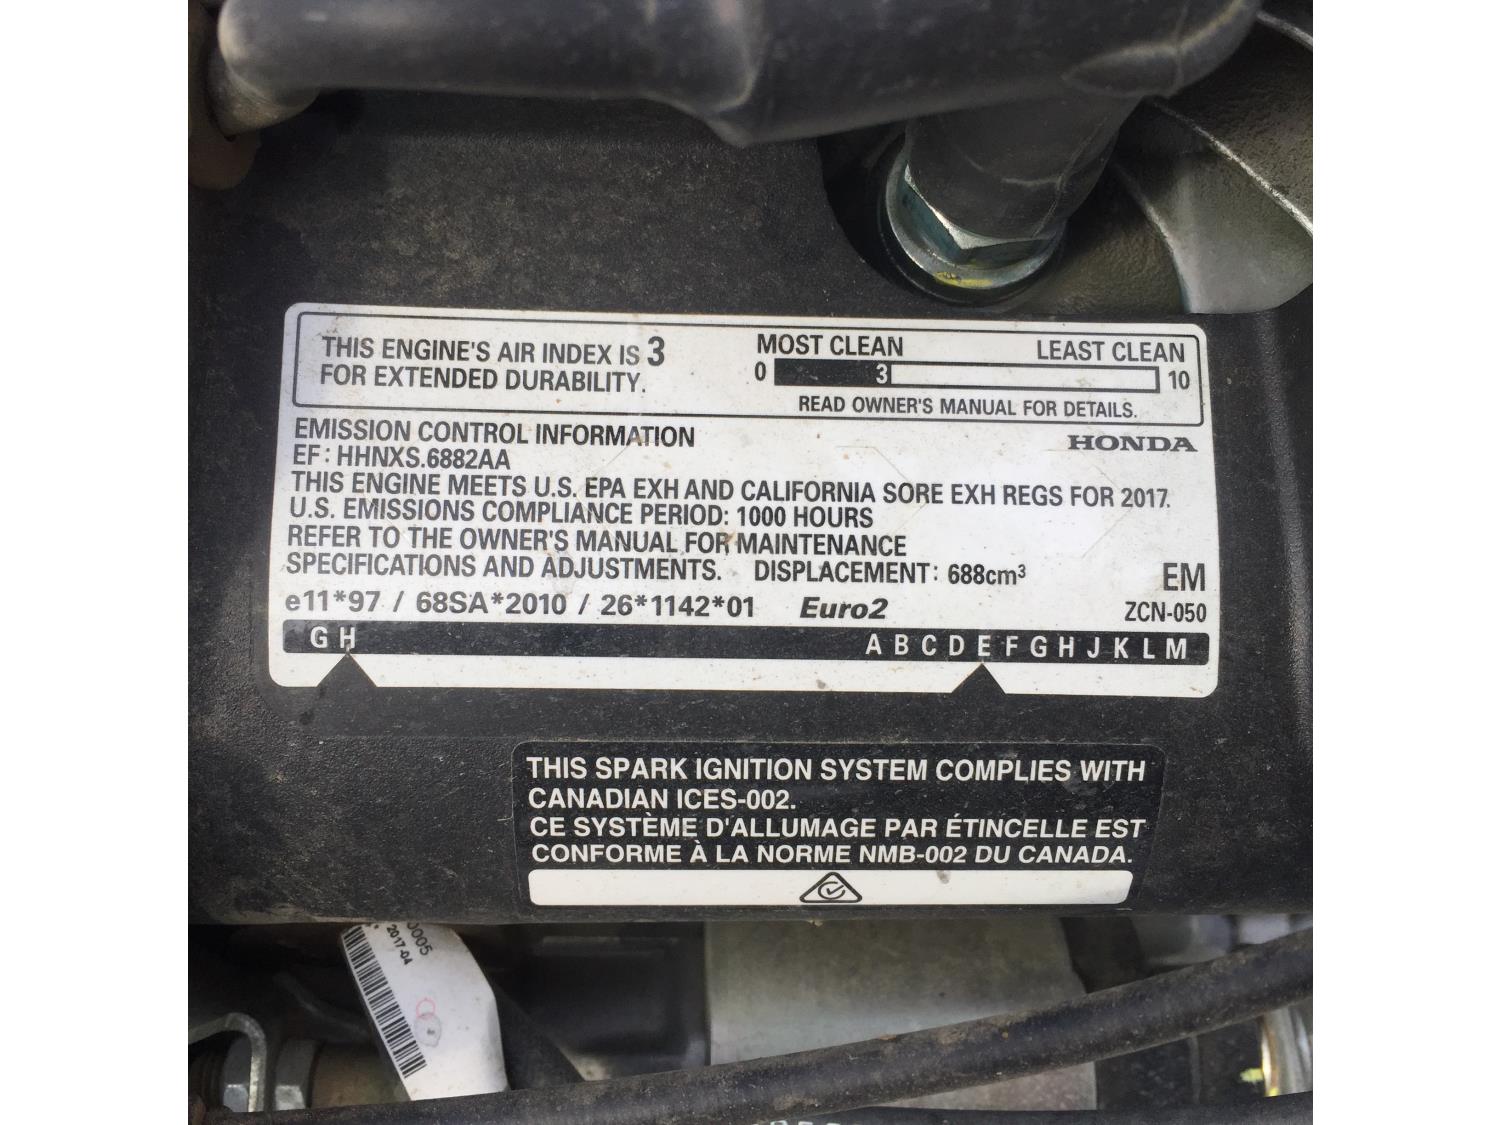 THIS ENGINE'S AIR INDEX IS 3
FOR EXTENDED DURABILITY.
MOST CLEAN LEAST CLEAN
0 3 10
READ OWNER'S MANUAL FOR DETAILS.
EMISSION CONTROL INFORMATION
HONDA
EF: HHNXS.6882AA
THIS ENGINE MEETS U.S. EPA EXH AND CALIFORNIA SORE EXH REGS FOR 2017.
U.S. EMISSIONS COMPLIANCE PERIOD: 1000 HOURS
REFER TO THE OWNER'S MANUAL FOR MAINTENANCE
SPECIFICATIONS AND ADJUSTMENTS. DISPLACEMENT: 688cm³ EM
e11*97 / 68SA*2010 / 26*1142*01 Euro2 ZCN-050
G H A B C D E F G H J K L M
THIS SPARK IGNITION SYSTEM COMPLIES WITH
CANADIAN ICES-002.
CE SYSTÈME D'ALLUMAGE PAR ÉTINCELLE EST
CONFORME À LA NORME NMB-002 DU CANADA.
2017-04